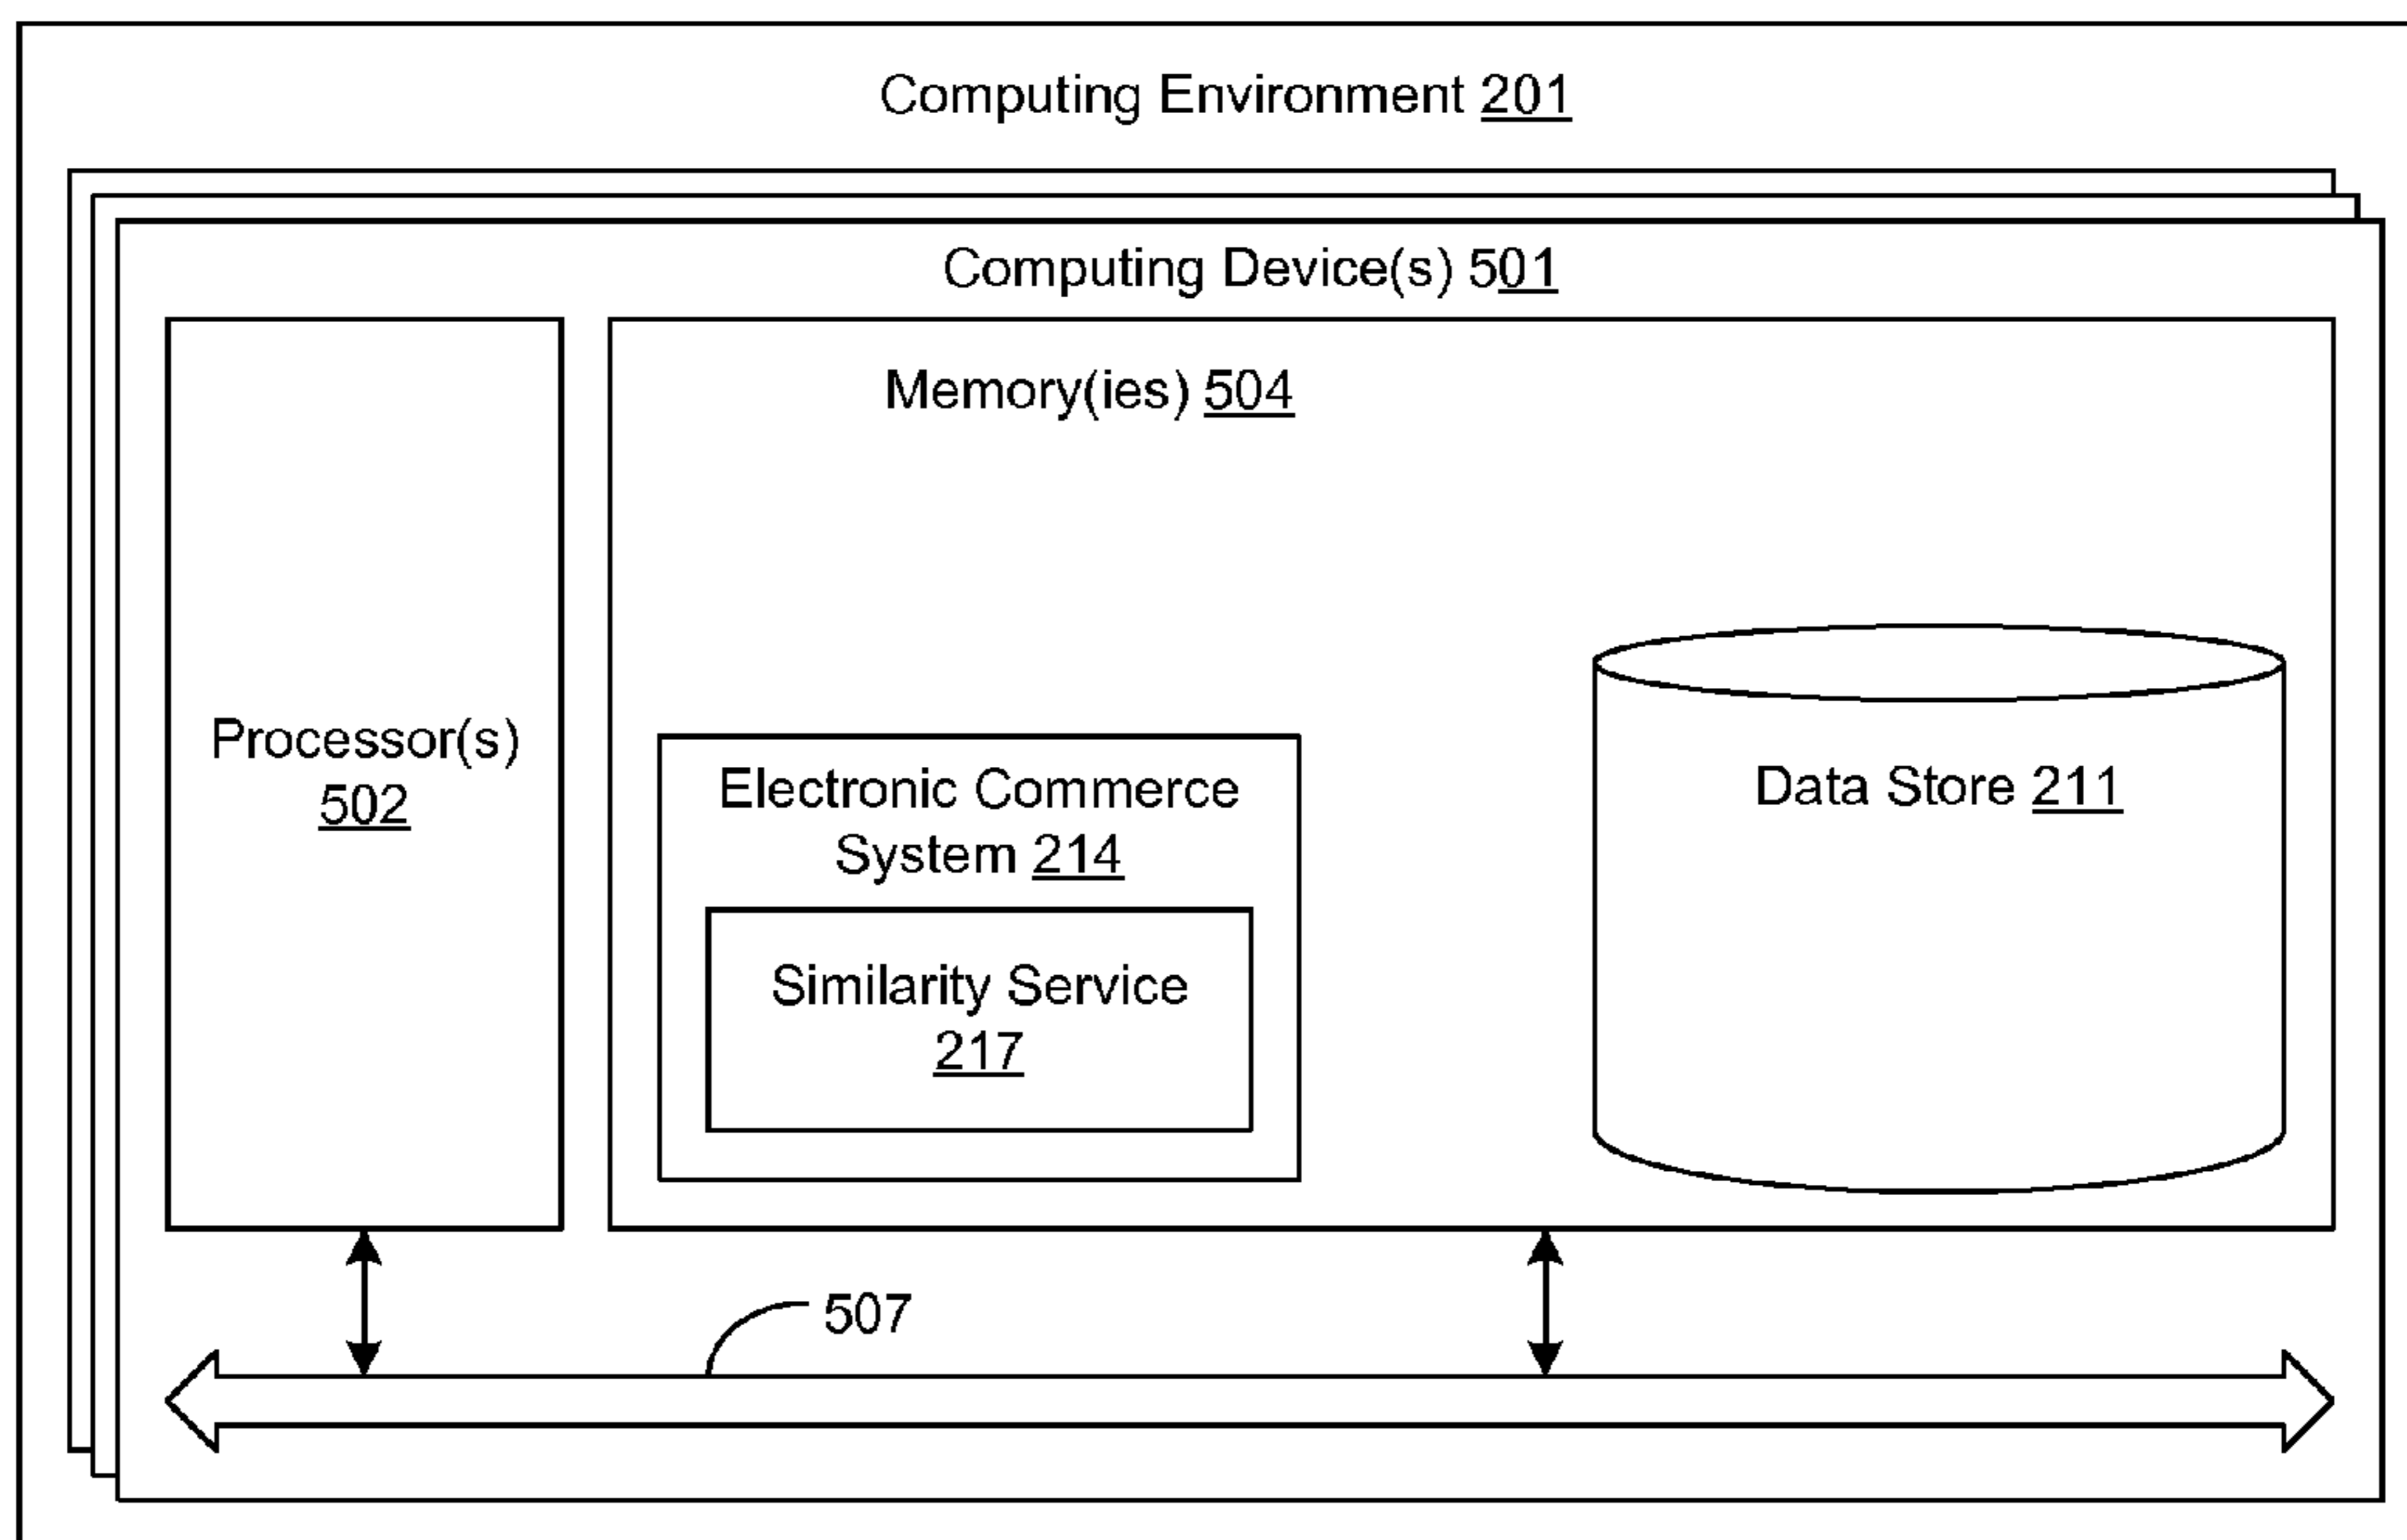 Computing Environment 201
Computing Device(s) 501
Memory(ies) 504
Processor(s)
502
Electronic Commerce
System 214
Data Store 211
Similarity Service
217
507